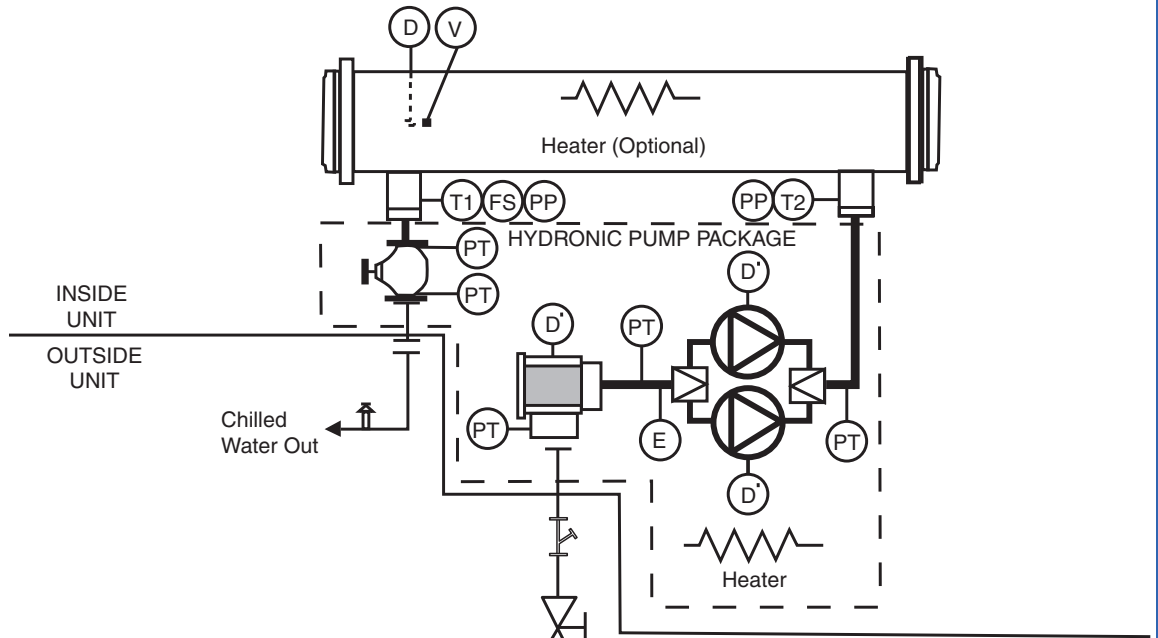 D V
Heater (Optional)
T1 FS PP
PP T2
HYDRONIC PUMP PACKAGE
PT
D'
PT
INSIDE
UNIT
OUTSIDE
UNIT
D'
PT
Chilled
Water Out
PT
E
PT
D'
Heater